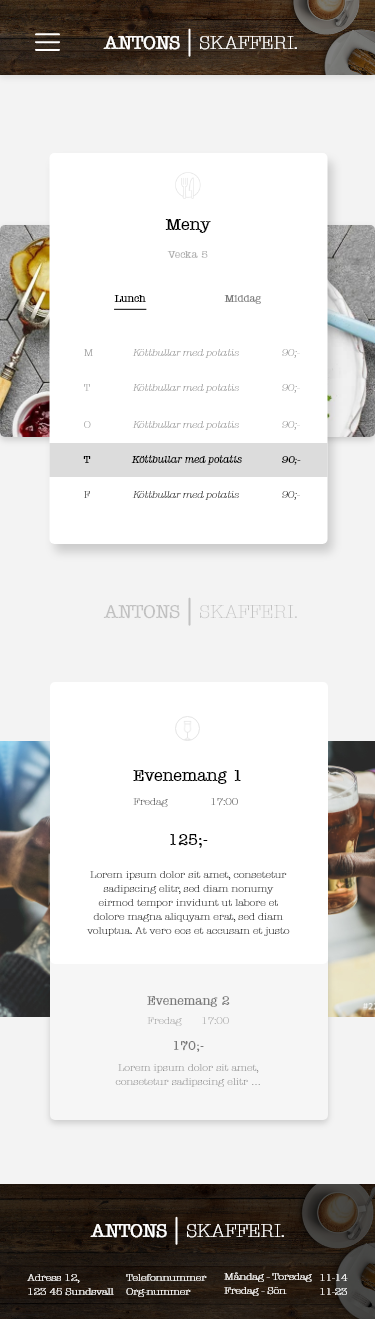 ANTONS | SKAFFERI.
Meny
Vecka 5
Lunch Middag
M Köttbullar med potatis 90;-
T Köttbullar med potatis 90;-
O Köttbullar med potatis 90;-
T Köttbullar med potatis 90;-
F Köttbullar med potatis 90;-
ANTONS | SKAFFERI.
Evenemang 1
Fredag 17:00
125;-
Lorem ipsum dolor sit amet, consetetur
sadipscing elitr, sed diam nonumy
eirmod tempor invidunt ut labore et
dolore magna aliquyam erat, sed diam
voluptua. At vero eos et accusam et justo
Evenemang 2
Fredag 17:00
170;-
Lorem ipsum dolor sit amet,
consetetur sadipscing elitr ...
ANTONS | SKAFFERI.
Adress 12, Telefonnummer Måndag - Torsdag 11-14
123 45 Sundsvall Org-nummer Fredag - Sön 11-23